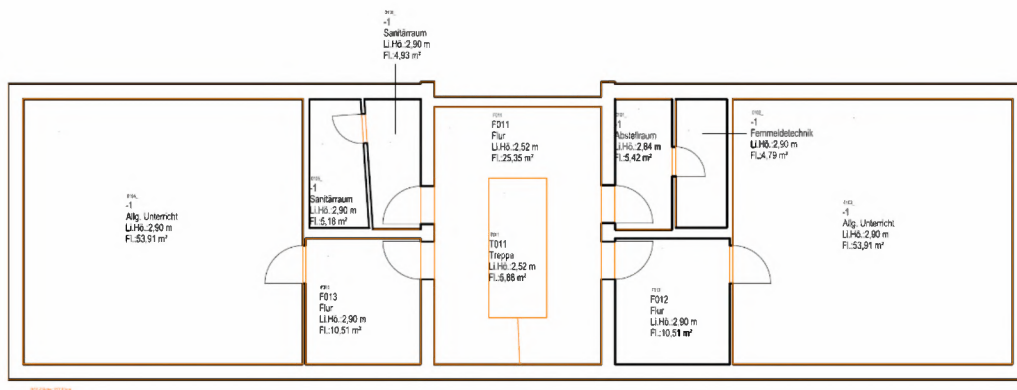 -1
Sanitärraum
Li.Hö.:2,90 m
Fl.:4,93 m²
F011
Flur
Li.Hö.:2,52 m
Fl.:25,35 m²
-1
Abstellraum
Li.Hö.:2,84 m
Fl.:5,42 m²
-1
Fernmeldetechnik
Li.Hö.:2,90 m
Fl.:4,79 m²
-1
Allg. Unterricht
Li.Hö.:2,90 m
Fl.:53,91 m²
-1
Sanitärraum
Li.Hö.:2,90 m
Fl.:5,18 m²
T011
Treppe
Li.Hö.:2,52 m
Fl.:6,88 m²
-1
Allg. Unterricht
Li.Hö.:2,90 m
Fl.:53,91 m²
F013
Flur
Li.Hö.:2,90 m
Fl.:10,51 m²
F012
Flur
Li.Hö.:2,90 m
Fl.:10,51 m²